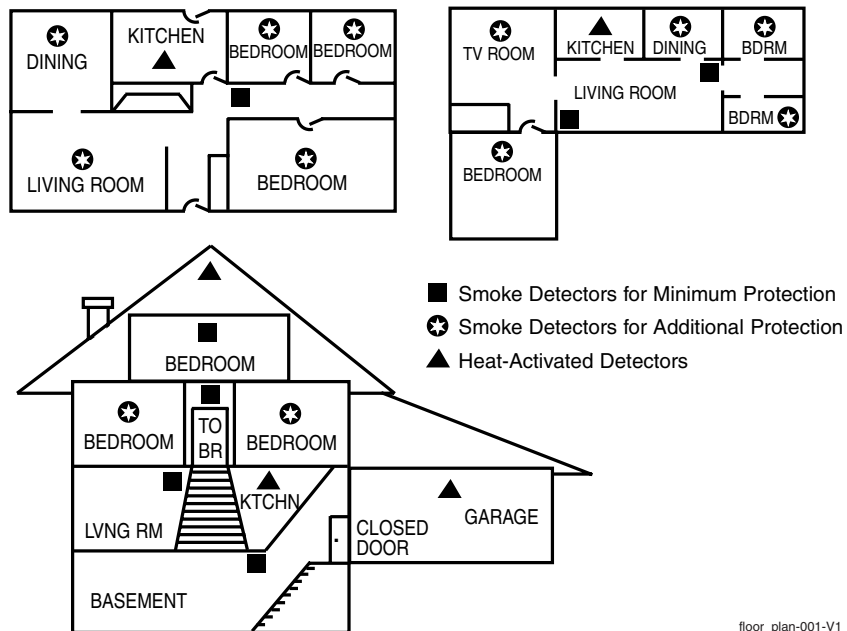 DINING
KITCHEN
BEDROOM
BEDROOM
LIVING ROOM
BEDROOM
TV ROOM
KITCHEN
DINING
BDRM
LIVING ROOM
BDRM
BEDROOM
Smoke Detectors for Minimum Protection
Smoke Detectors for Additional Protection
Heat-Activated Detectors
BEDROOM
BEDROOM
TO
BR
BEDROOM
LVNG RM
KTCHN
CLOSED
DOOR
GARAGE
BASEMENT
floor_plan-001-V1